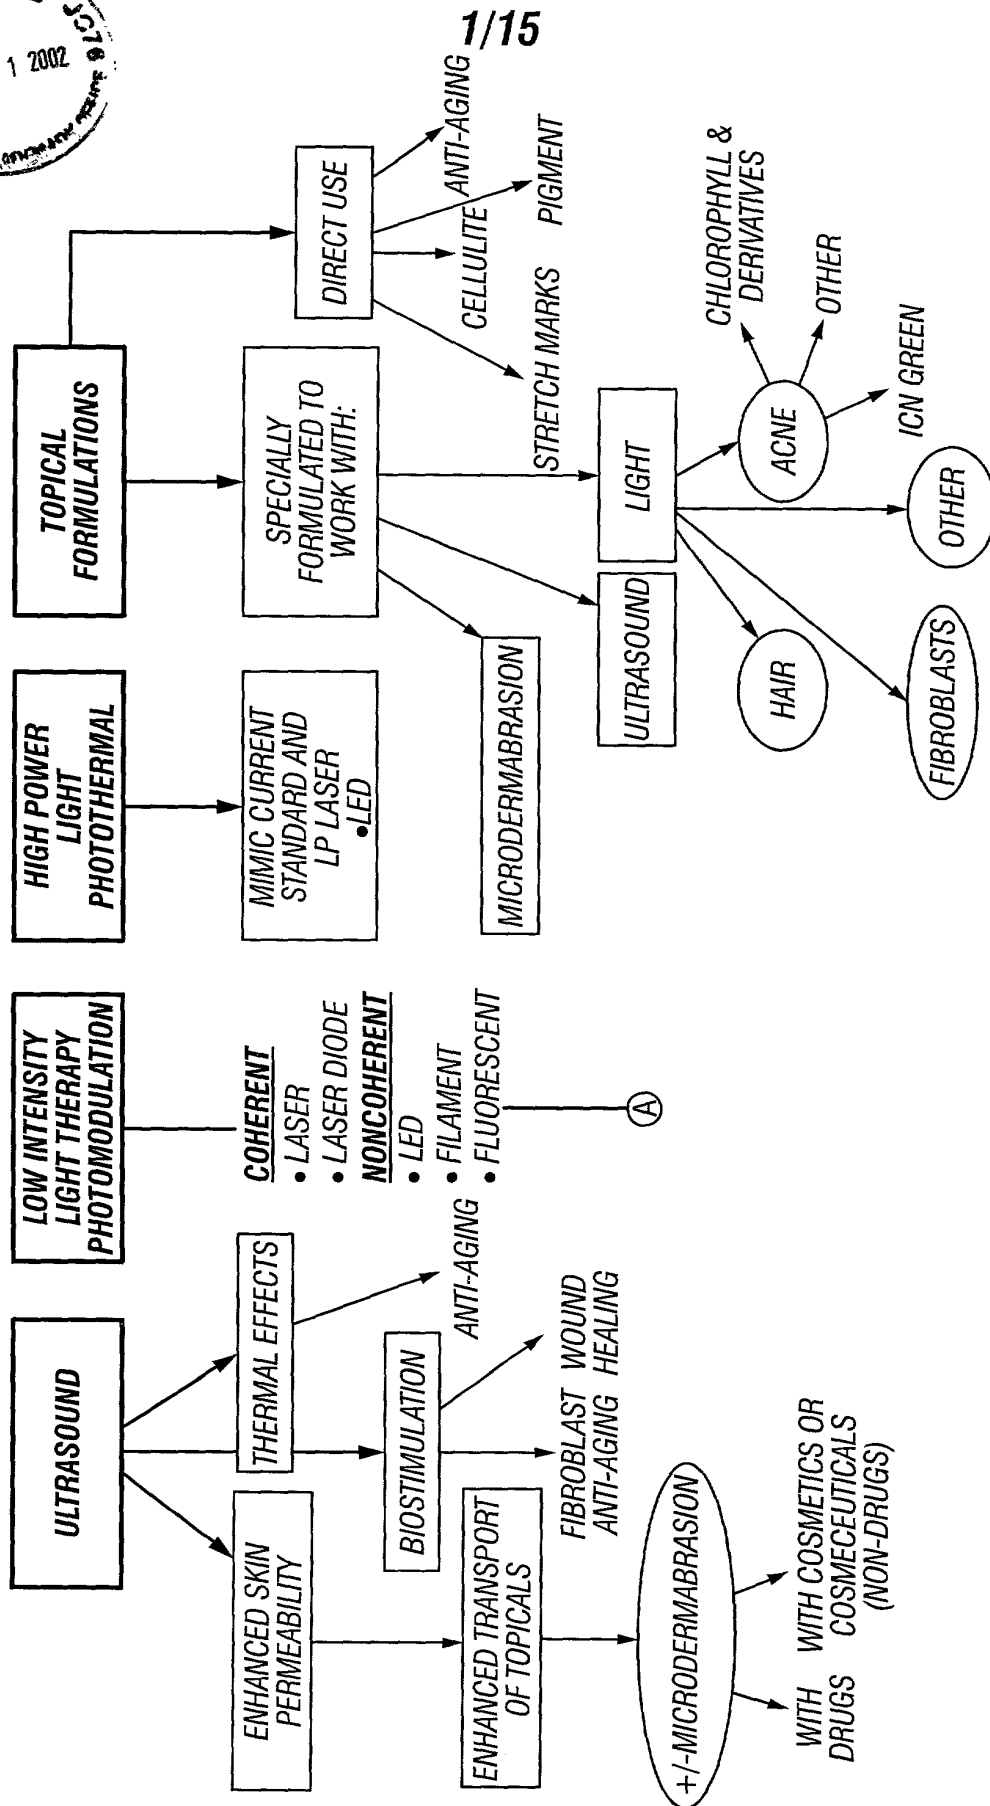 1/15
1 2002
ULTRASOUND
ENHANCED SKIN
PERMEABILITY
THERMAL EFFECTS
ANTI-AGING
BIOSTIMULATION
FIBROBLAST
ANTI-AGING
WOUND
HEALING
ENHANCED TRANSPORT
OF TOPICALS
+/-MICRODERMABRASION
WITH
DRUGS
WITH COSMETICS OR
COSMECEUTICALS
(NON-DRUGS)
LOW INTENSITY
LIGHT THERAPY
PHOTOMODULATION
COHERENT
• LASER
• LASER DIODE
NONCOHERENT
• LED
• FILAMENT
• FLUORESCENT
A
HIGH POWER
LIGHT
PHOTOTHERMAL
MIMIC CURRENT
STANDARD AND
LP LASER
•LED
TOPICAL
FORMULATIONS
SPECIALLY
FORMULATED TO
WORK WITH:
MICRODERMABRASION
ULTRASOUND
LIGHT
HAIR
FIBROBLASTS
OTHER
ACNE
ICN GREEN
OTHER
CHLOROPHYLL &
DERIVATIVES
DIRECT USE
STRETCH MARKS
CELLULITE
PIGMENT
ANTI-AGING